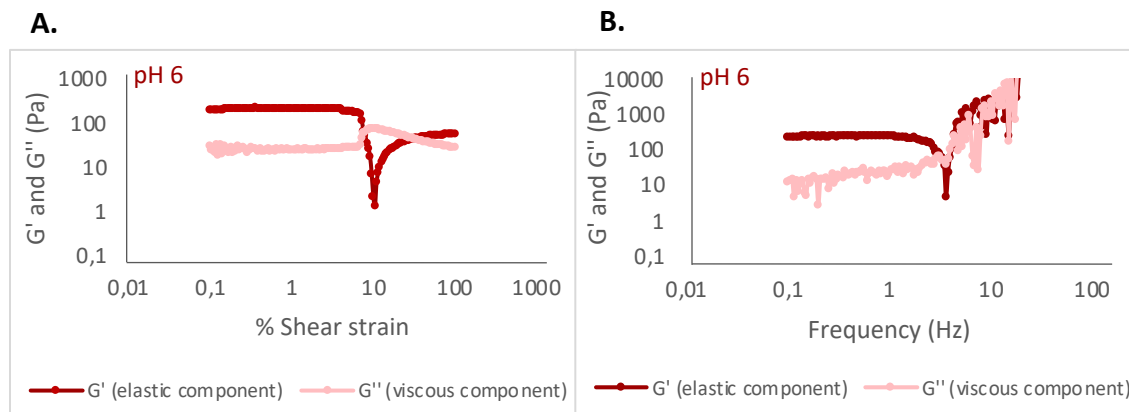 A.
pH 6
G' and G'' (Pa)
1000
100
10
1
0,1
0,01
0,1
1
10
100
1000
% Shear strain
G' (elastic component)
G'' (viscous component)
B.
pH 6
G' and G'' (Pa)
10000
1000
100
10
1
0,1
0,01
0,1
1
10
100
Frequency (Hz)
G' (elastic component)
G'' (viscous component)